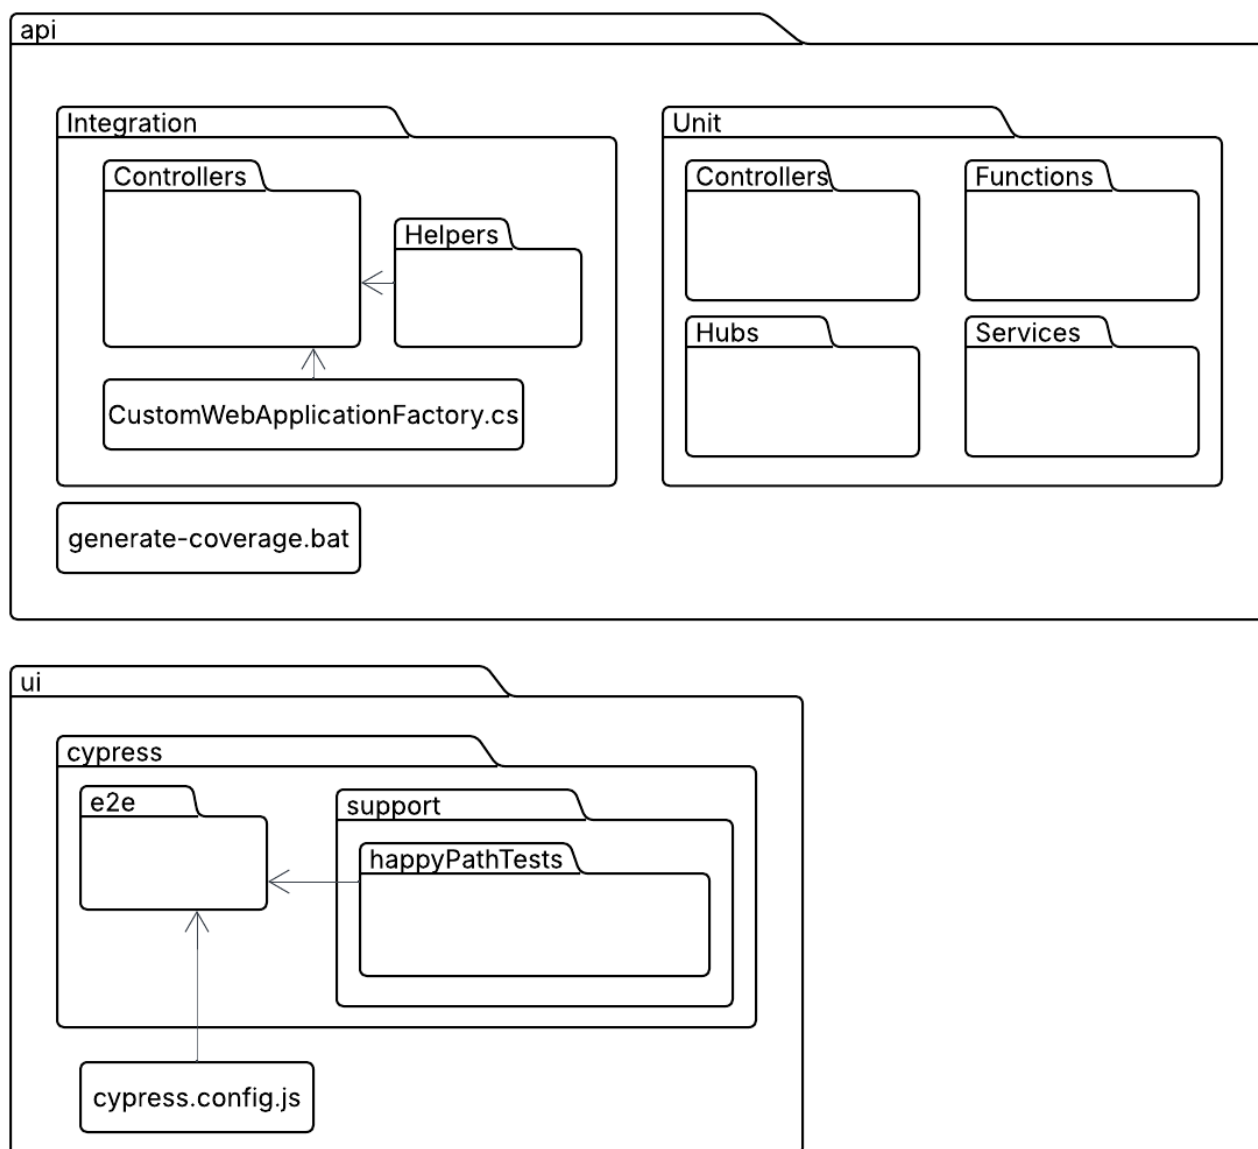 api
Integration
Unit
Controllers
Controllers
Functions
Helpers
Hubs
Services
CustomWebApplicationFactory.cs
generate-coverage.bat
ui
cypress
e2e
support
happyPathTests
cypress.config.js